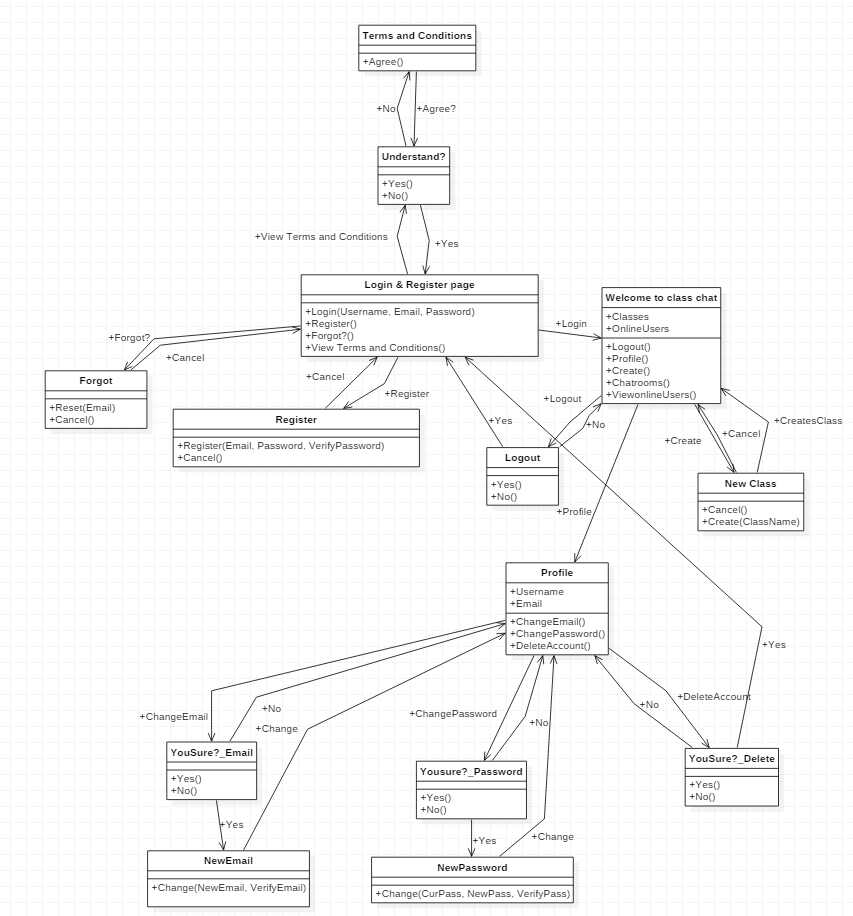 Terms and Conditions
+Agree()
+No
+Agree?
Understand?
+Yes()
+No()
+View Terms and Conditions
+Yes
Login & Register page
+Login(Username, Email, Password)
+Register()
+Forgot?()
+View Terms and Conditions()
Welcome to class chat
+Classes
+OnlineUsers
+Logout()
+Profile()
+Create()
+Chatrooms()
+ViewonlineUsers()
+Login
+Forgot?
+Cancel
Forgot
+Reset(Email)
+Cancel()
+Cancel
+Register
Register
+Register(Email, Password, VerifyPassword)
+Cancel()
+Yes
+Logout
+No
Logout
+Yes()
+No()
+Create
+Cancel
+CreatesClass
New Class
+Cancel()
+Create(ClassName)
+Profile
Profile
+Username
+Email
+ChangeEmail()
+ChangePassword()
+DeleteAccount()
+ChangeEmail
+No
+Change
+ChangePassword
+No
+No
+DeleteAccount
+Yes
YouSure?_Email
+Yes()
+No()
Yousure?_Password
+Yes()
+No()
YouSure?_Delete
+Yes()
+No()
+Yes
+Yes
+Change
NewEmail
+Change(NewEmail, VerifyEmail)
NewPassword
+Change(CurPass, NewPass, VerifyPass)